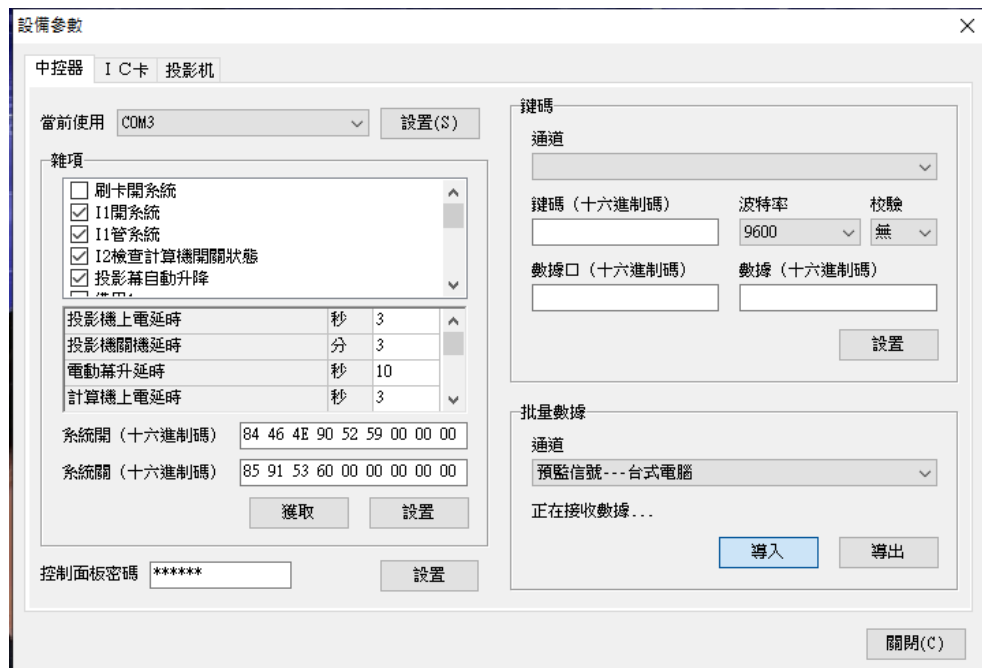 設備參數
中控器
ＩＣ卡
投影机
當前使用
COM3
設置(S)
雜項
刷卡開系統
I1開系統
I1管系統
I2檢查計算機開關狀態
投影幕自動升降
投影機上電延時 秒 3
投影機關機延時 分 3
電動幕升延時 秒 10
計算機上電延時 秒 3
系統開（十六進制碼） 84 46 4E 90 52 59 00 00 00
系統關（十六進制碼） 85 91 53 60 00 00 00 00 00
獲取
設置
控制面板密碼 ******
設置
鍵碼
通道
鍵碼（十六進制碼） 波特率 校驗
9600 無
數據口（十六進制碼） 數據（十六進制碼）
設置
批量數據
通道
預監信號---台式電腦
正在接收數據...
導入
導出
關閉(C)